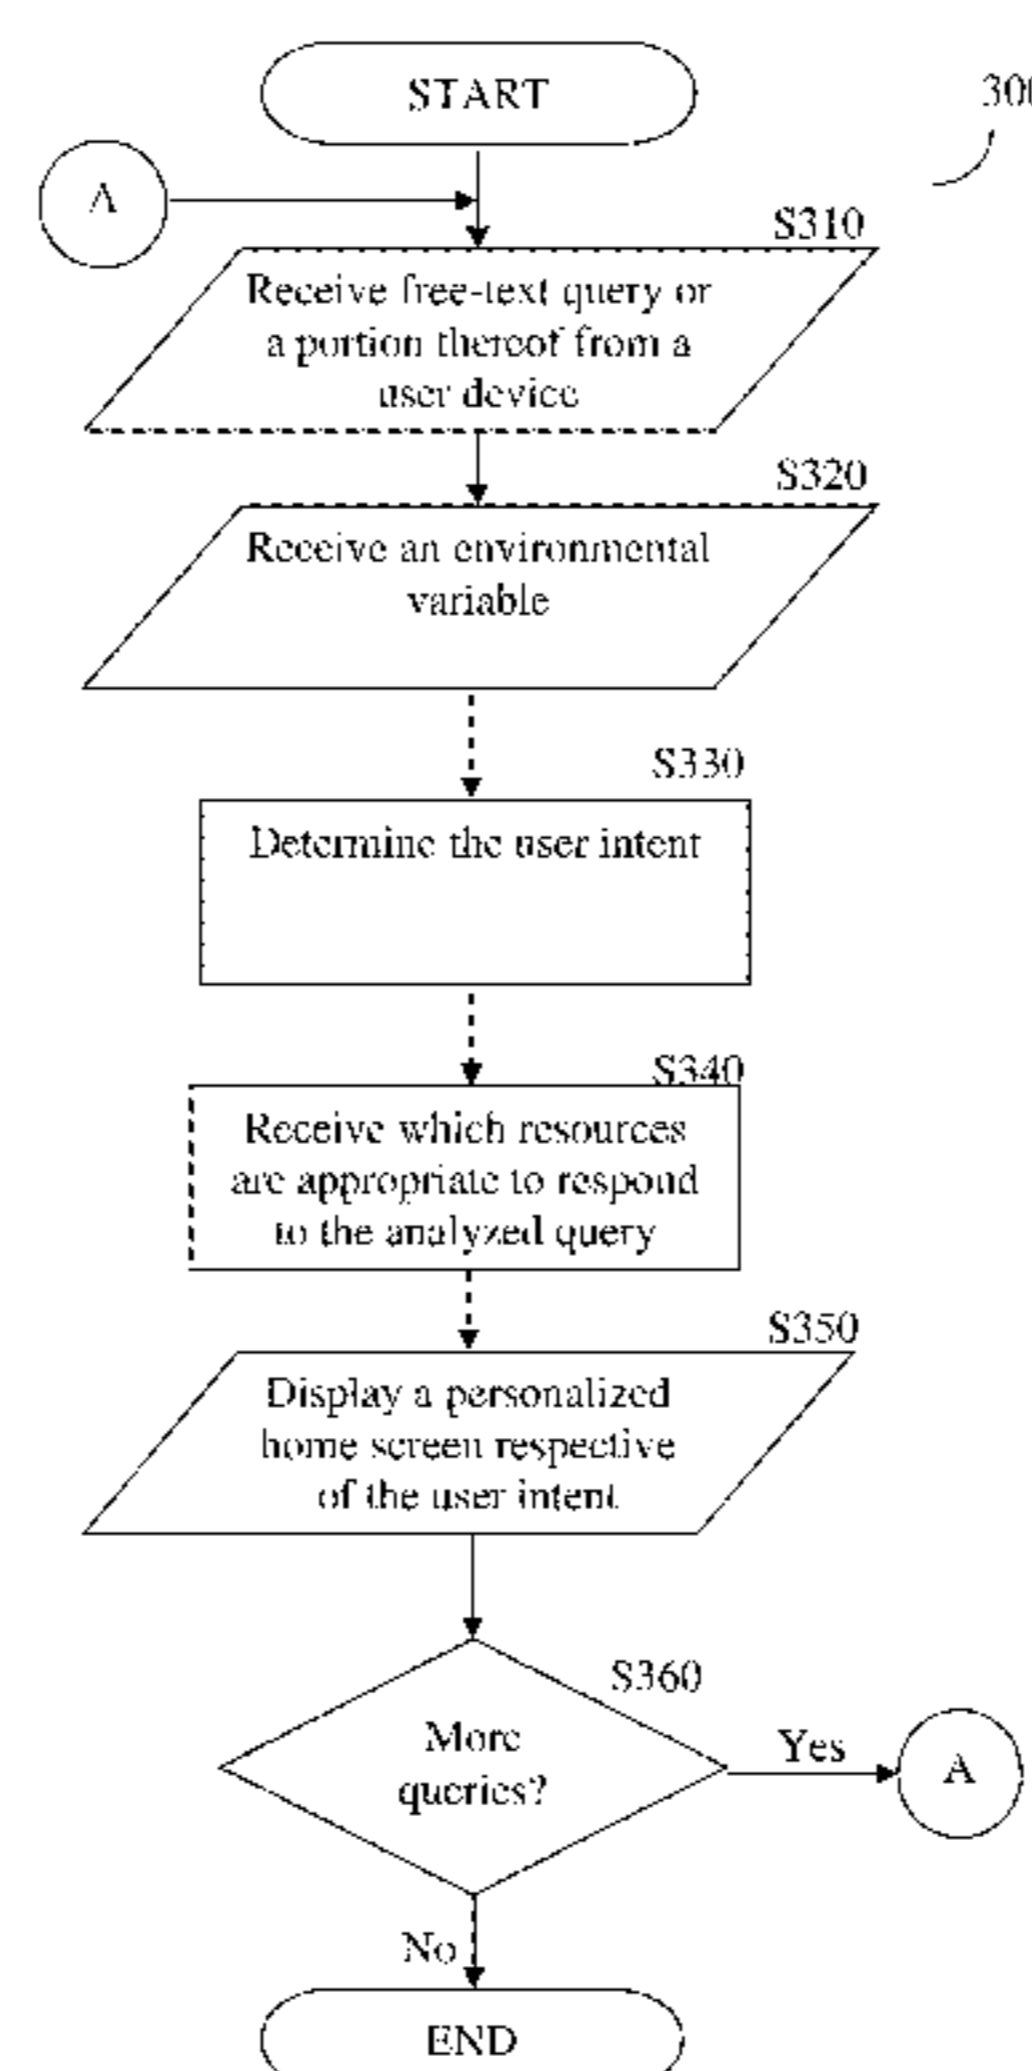 START
300
A
S310
Receive free-text query or
a portion thereof from a
user device
S320
Receive an environmental
variable
S330
Determine the user intent
S340
Receive which resources
are appropriate to respond
to the analyzed query
S350
Display a personalized
home screen respective
of the user intent
S360
More
queries?
Yes
A
No
END